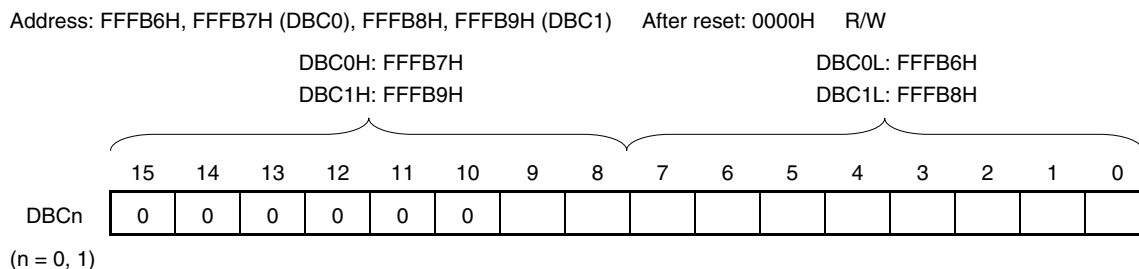 Address: FFFB6H, FFFB7H (DBC0), FFFB8H, FFFB9H (DBC1) After reset: 0000H R/W
DBC0H: FFFB7H DBC0L: FFFB6H
DBC1H: FFFB9H DBC1L: FFFB8H
15 14 13 12 11 10 9 8 7 6 5 4 3 2 1 0
DBCn 0 0 0 0 0 0
(n = 0, 1)